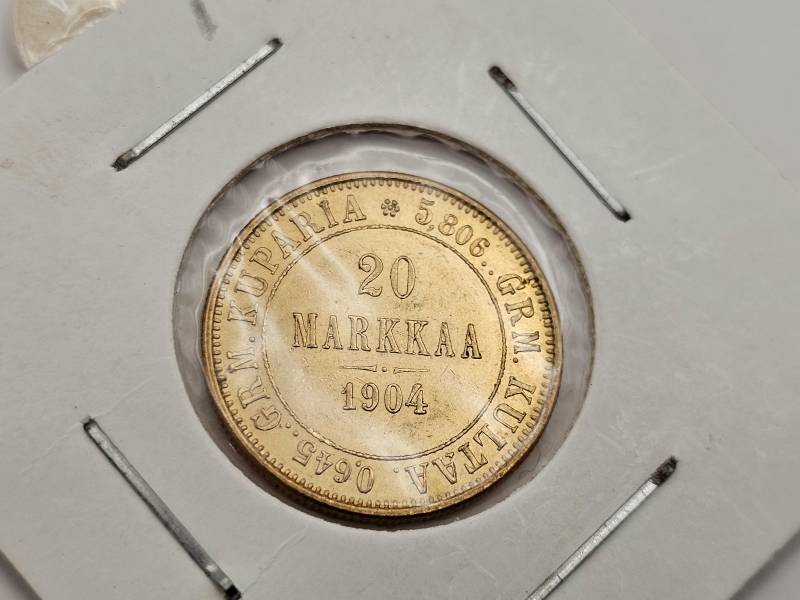 5,806..GRM. KULTAA. 0,645..GRM. KUPARIA
20
MARKKAA
1904